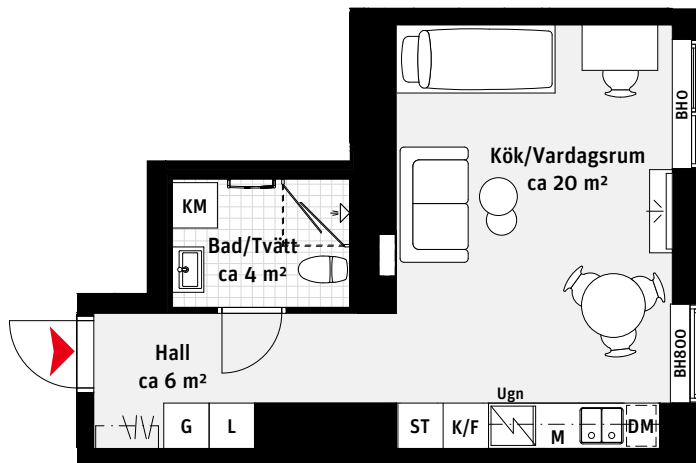 BH0
Kök/Vardagsrum
ca 20 m²
KM
Bad/Tvätt
ca 4 m²
BH800
Hall
ca 6 m²
Ugn
G
L
ST
K/F
M
DM